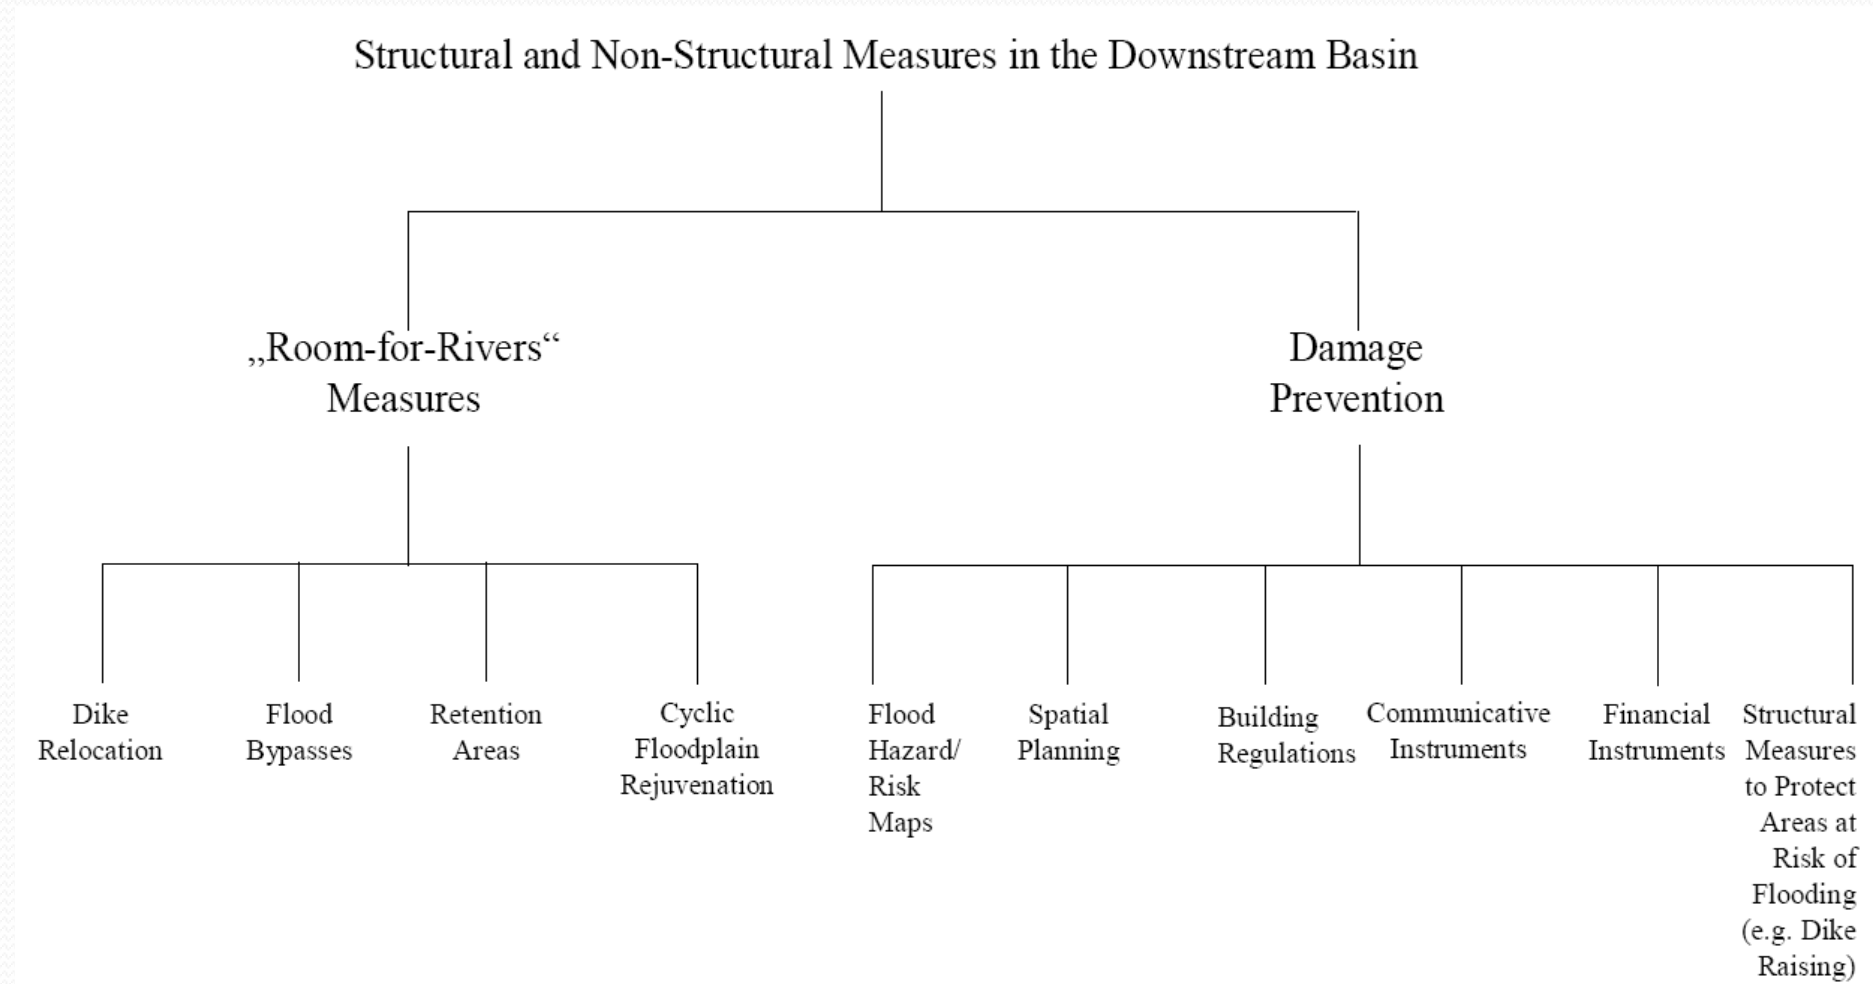 Structural and Non-Structural Measures in the Downstream Basin
„Room-for-Rivers“
Measures
Damage
Prevention
Dike
Relocation
Flood
Bypasses
Retention
Areas
Cyclic
Floodplain
Rejuvenation
Flood
Hazard/
Risk
Maps
Spatial
Planning
Building
Regulations
Communicative
Instruments
Financial
Instruments
Structural
Measures
to Protect
Areas at
Risk of
Flooding
(e.g. Dike
Raising)